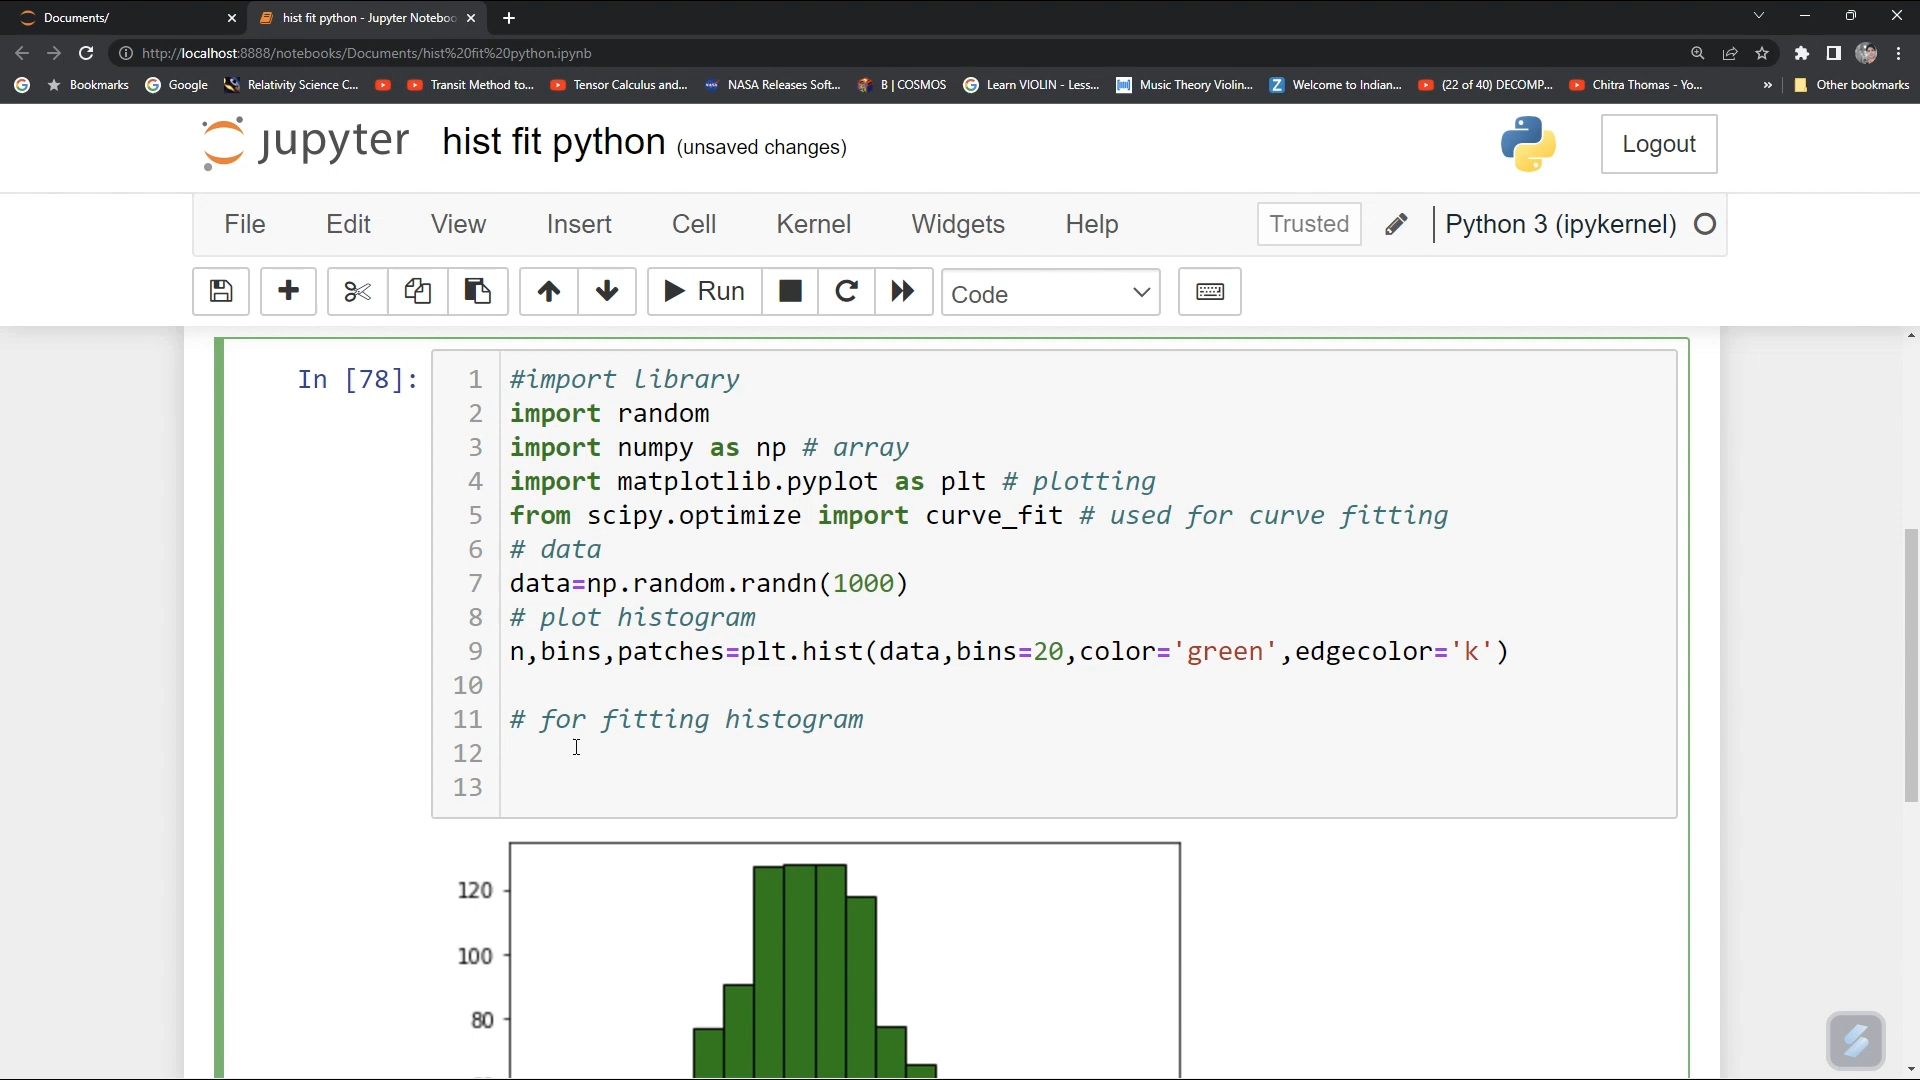 Documents/
hist fit python - Jupyter Noteboo
http://localhost:8888/notebooks/Documents/hist%20fit%20python.ipynb
Bookmarks
Google
Relativity Science C...
Transit Method to...
Tensor Calculus and...
NASA Releases Soft...
B | COSMOS
Learn VIOLIN - Less...
Music Theory Violin...
Welcome to Indian...
(22 of 40) DECOMP...
Chitra Thomas - Yo...
»
Other bookmarks
jupyter hist fit python (unsaved changes)
Logout
File Edit View Insert Cell Kernel Widgets Help
Trusted
Python 3 (ipykernel)
Run
Code
In [78]:
1 #import library
2 import random
3 import numpy as np # array
4 import matplotlib.pyplot as plt # plotting
5 from scipy.optimize import curve_fit # used for curve fitting
6 # data
7 data=np.random.randn(1000)
8 # plot histogram
9 n,bins,patches=plt.hist(data,bins=20,color='green',edgecolor='k')
10
11 # for fitting histogram
12
13
120
100
80